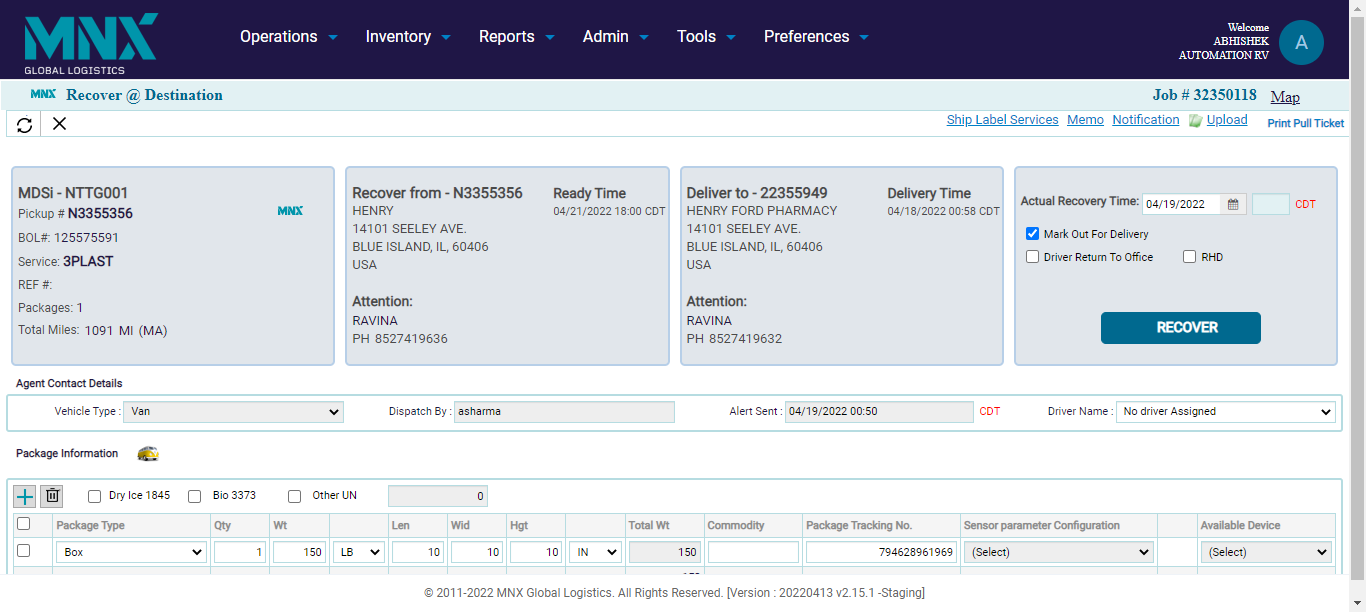 MNX
GLOBAL LOGISTICS
Operations Inventory Reports Admin Tools Preferences
Welcome
ABHISHEK
AUTOMATION RV
A
MNX Recover @ Destination
Job # 32350118 Map
Ship Label Services Memo Notification Upload Print Pull Ticket
MDSi - NTTG001
Pickup # N3355356
MNX
BOL#: 125575591
Service: 3PLAST
REF #:
Packages: 1
Total Miles: 1091 MI (MA)
Recover from - N3355356
HENRY
14101 SEELEY AVE.
BLUE ISLAND, IL, 60406
USA
Attention:
RAVINA
PH 8527419636
Ready Time
04/21/2022 18:00 CDT
Deliver to - 22355949
HENRY FORD PHARMACY
14101 SEELEY AVE.
BLUE ISLAND, IL, 60406
USA
Attention:
RAVINA
PH 8527419632
Delivery Time
04/18/2022 00:58 CDT
Actual Recovery Time: 04/19/2022 CDT
Mark Out For Delivery
Driver Return To Office RHD
RECOVER
Agent Contact Details
Vehicle Type : Van Dispatch By : asharma Alert Sent : 04/19/2022 00:50 CDT Driver Name : No driver Assigned
Package Information
Dry Ice 1845 Bio 3373 Other UN 0
Package Type Qty Wt Len Wid Hgt Total Wt Commodity Package Tracking No. Sensor parameter Configuration Available Device
Box 1 150 LB 10 10 10 IN 150 794628961969 (Select) (Select)
© 2011-2022 MNX Global Logistics. All Rights Reserved. [Version : 20220413 v2.15.1 -Staging]